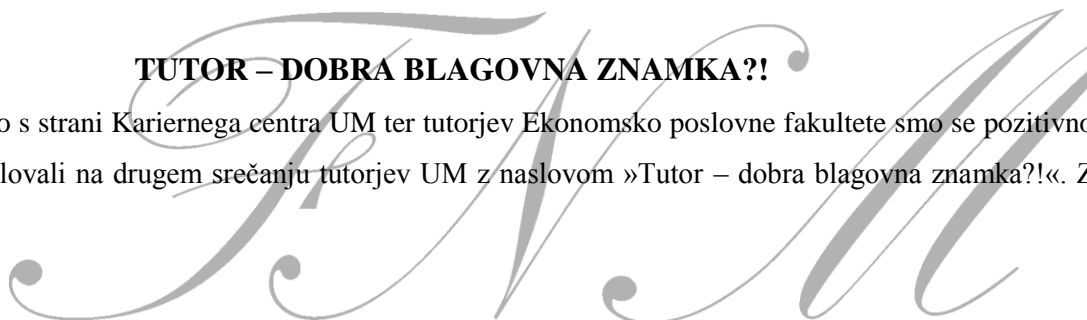 TUTOR – DOBRA BLAGOVNA ZNAMKA?!
o s strani Kariernega centra UM ter tutorjev Ekonomsko poslovne fakultete smo se pozitivno
lovali na drugem srečanju tutorjev UM z naslovom »Tutor – dobra blagovna znamka?!«. Z
FNM